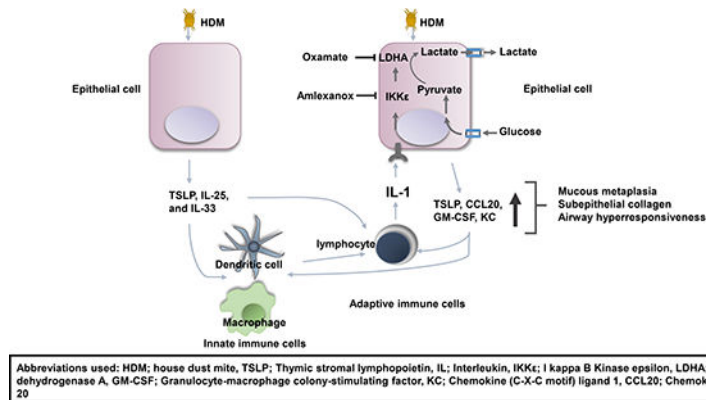 HDM
Epithelial cell
TSLP, IL-25,
and IL-33
Dendritic cell
Macrophage
Innate immune cells
HDM
Oxamate
LDHA
Lactate
Lactate
Amlexanox
IKKε
Pyruvate
Epithelial cell
Glucose
IL-1
lymphocyte
TSLP, CCL20,
GM-CSF, KC
Mucous metaplasia
Subepithelial collagen
Airway hyperresponsiveness
Adaptive immune cells
Abbreviations used: HDM; house dust mite, TSLP; Thymic stromal lymphopoietin, IL; Interleukin, IKKε; I kappa B Kinase epsilon, LDHA
dehydrogenase A, GM-CSF; Granulocyte-macrophage colony-stimulating factor, KC; Chemokine (C-X-C motif) ligand 1, CCL20; Chemok
20